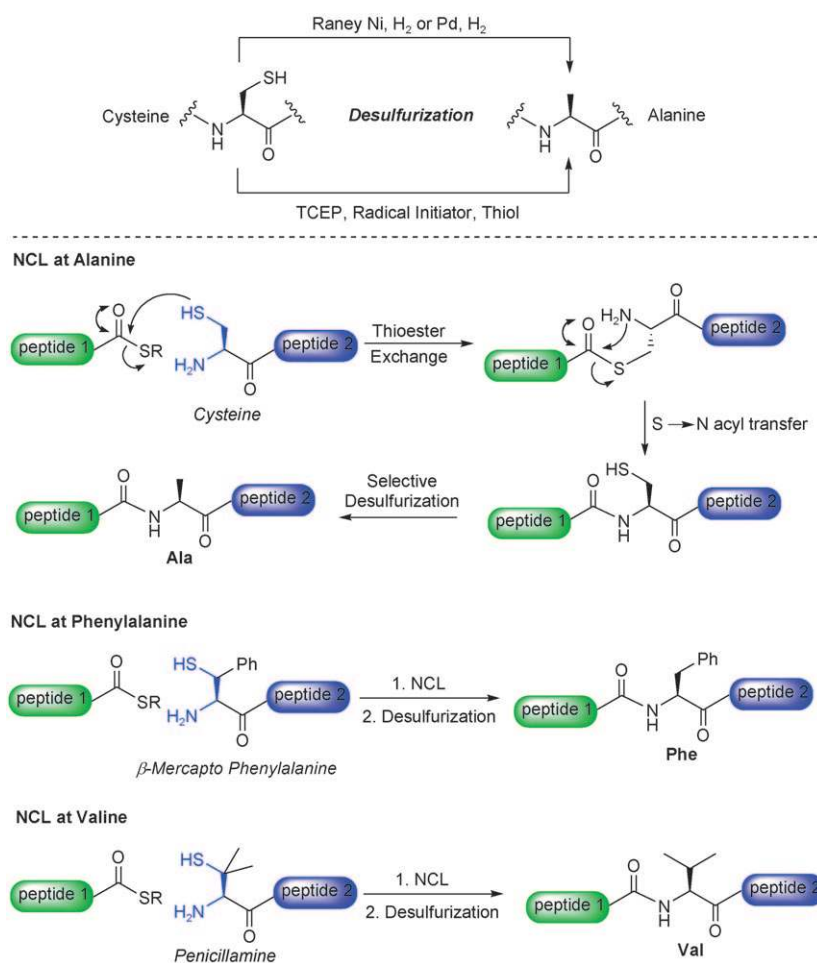 Raney Ni, H2 or Pd, H2
SH
Cysteine
N
H
O
Desulfurization
N
H
O
Alanine
TCEP, Radical Initiator, Thiol
NCL at Alanine
peptide 1
O
SR
HS
H2N
O
peptide 2
Cysteine
Thioester
Exchange
peptide 1
O
S
H2N
O
peptide 2
S → N acyl transfer
peptide 1
O
N
H
O
peptide 2
Ala
Selective
Desulfurization
peptide 1
O
HS
N
H
O
peptide 2
NCL at Phenylalanine
peptide 1
O
SR
HS
Ph
H2N
O
peptide 2
β-Mercapto Phenylalanine
1. NCL
2. Desulfurization
peptide 1
O
Ph
N
H
O
peptide 2
Phe
NCL at Valine
peptide 1
O
SR
HS
H2N
O
peptide 2
Penicillamine
1. NCL
2. Desulfurization
peptide 1
O
N
H
O
peptide 2
Val